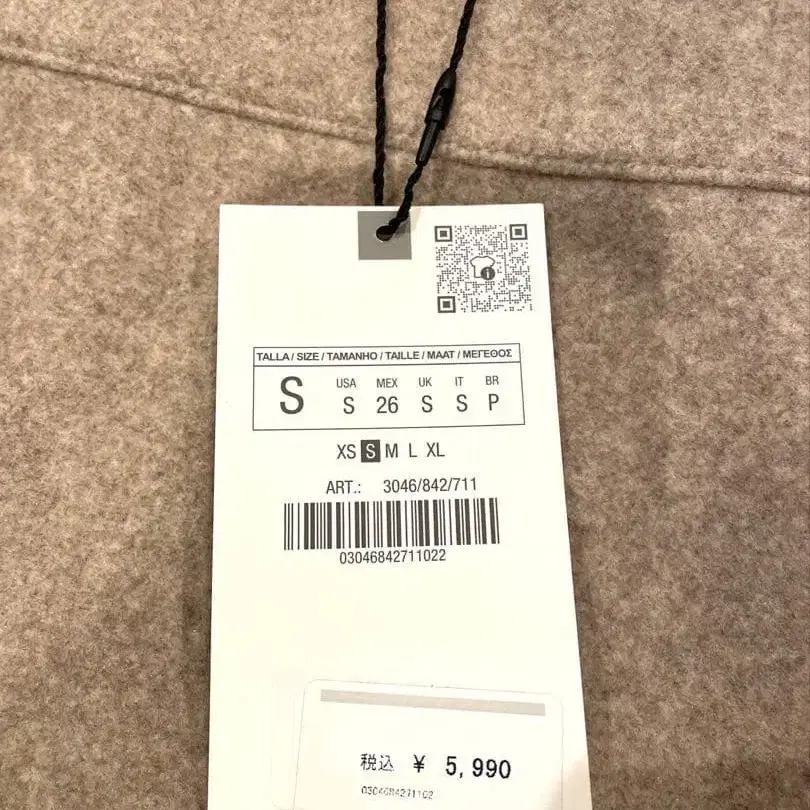 TALLA / SIZE / TAMANHO / TAILLE / MAAT / ΜΕΓΕΘΟΣ
USA MEX UK IT BR
S S 26 S S P
XS S M L XL
ART.: 3046/842/711
03046842711022
税込 ¥ 5,990
0304684271102